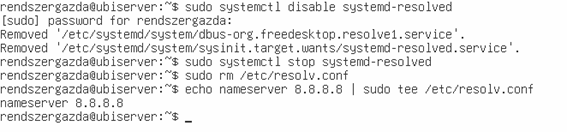 rendszergazda@ubiserver:~$ sudo systemctl disable systemd-resolved
[sudo] password for rendszergazda:
Removed '/etc/systemd/system/dbus-org.freedesktop.resolve1.service'.
Removed '/etc/systemd/system/sysinit.target.wants/systemd-resolved.service'.
rendszergazda@ubiserver:~$ sudo systemctl stop systemd-resolved
rendszergazda@ubiserver:~$ sudo rm /etc/resolv.conf
rendszergazda@ubiserver:~$ echo nameserver 8.8.8.8 | sudo tee /etc/resolv.conf
nameserver 8.8.8.8
rendszergazda@ubiserver:~$ _